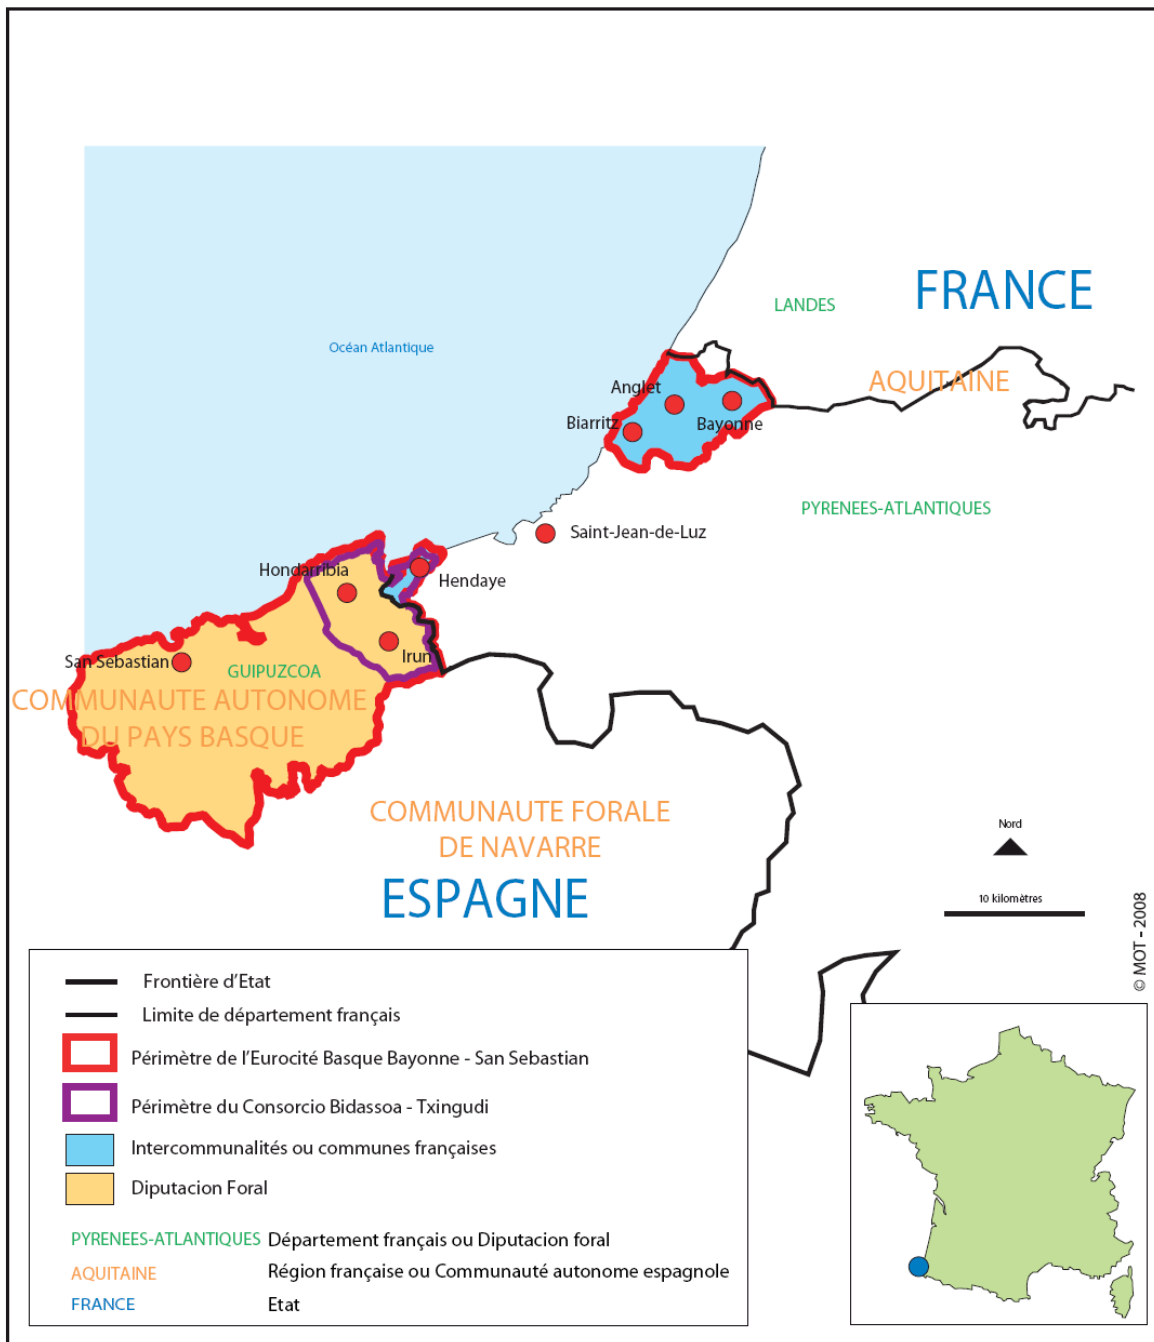 FRANCE
LANDES
Océan Atlantique
AQUITAINE
Anglet
Biarritz
Bayonne
PYRENEES-ATLANTIQUES
Saint-Jean-de-Luz
Hondarribia
Hendaye
Irun
San Sebastian
GUIPUZCOA
COMMUNAUTE AUTONOME
DU PAYS BASQUE
COMMUNAUTE FORALE
DE NAVARRE
ESPAGNE
Nord
10 kilomètres
© MOT - 2008
Frontière d'Etat
Limite de département français
Périmètre de l'Eurocité Basque Bayonne - San Sebastian
Périmètre du Consorcio Bidassoa - Txingudi
Intercommunalités ou communes françaises
Diputacion Foral
PYRENEES-ATLANTIQUES Département français ou Diputacion foral
AQUITAINE Région française ou Communauté autonome espagnole
FRANCE Etat